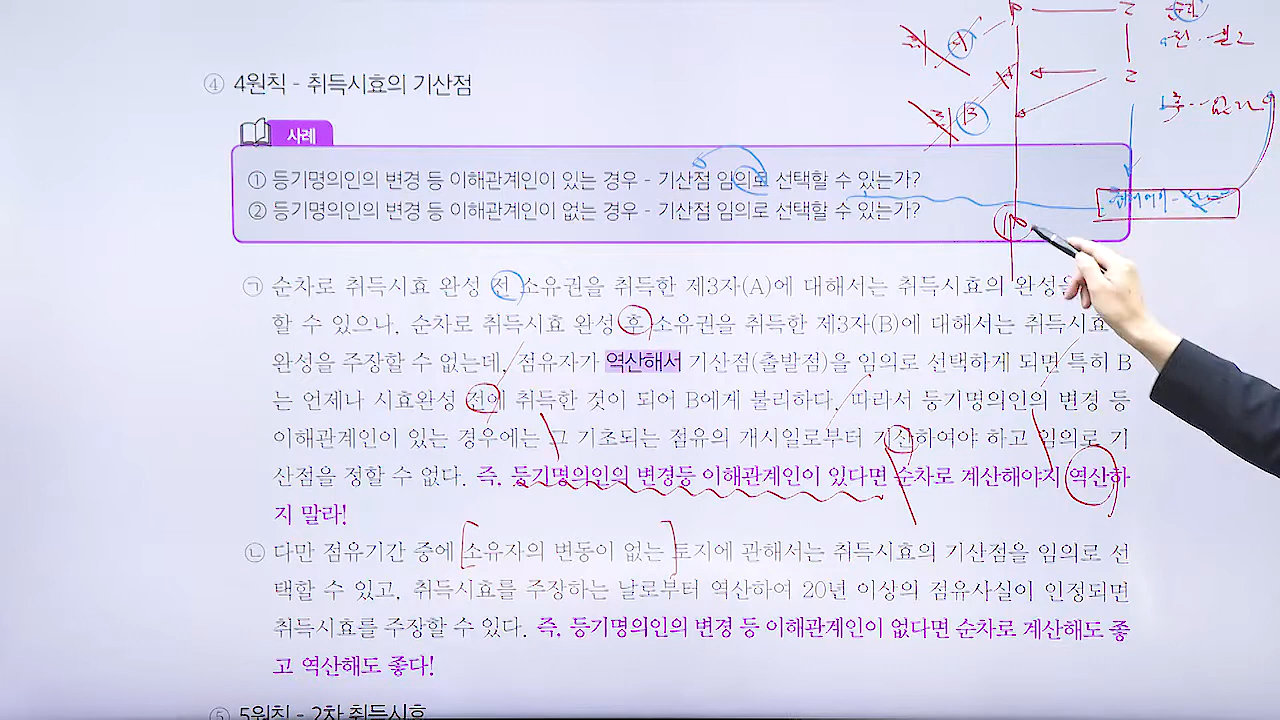 ④ 4원칙 - 취득시효의 기산점
사례
① 등기명의인의 변경 등 이해관계인이 있는 경우 - 기산점 임의로 선택할 수 있는가?
② 등기명의인의 변경 등 이해관계인이 없는 경우 - 기산점 임의로 선택할 수 있는가?
㉠ 순차로 취득시효 완성 전 소유권을 취득한 제3자(A)에 대해서는 취득시효의 완성을
할 수 있으나, 순차로 취득시효 완성 후 소유권을 취득한 제3자(B)에 대해서는 취득시효
완성을 주장할 수 없는데, 점유자가 역산해서 기산점(출발점)을 임의로 선택하게 되면 특히 B
는 언제나 시효완성 전에 취득한 것이 되어 B에게 불리하다. 따라서 등기명의인의 변경 등
이해관계인이 있는 경우에는 그 기초되는 점유의 개시일로부터 기산하여야 하고 임의로 기
산점을 정할 수 없다. 즉, 등기명의인의 변경등 이해관계인이 있다면 순차로 계산해야지 역산하
지 말라!
㉡ 다만 점유기간 중에 소유자의 변동이 없는 토지에 관해서는 취득시효의 기산점을 임의로 선
택할 수 있고, 취득시효를 주장하는 날로부터 역산하여 20년 이상의 점유사실이 인정되면
취득시효를 주장할 수 있다. 즉, 등기명의인의 변경 등 이해관계인이 없다면 순차로 계산해도 좋
고 역산해도 좋다!
⑤ 5원칙 - 2차 취득시효